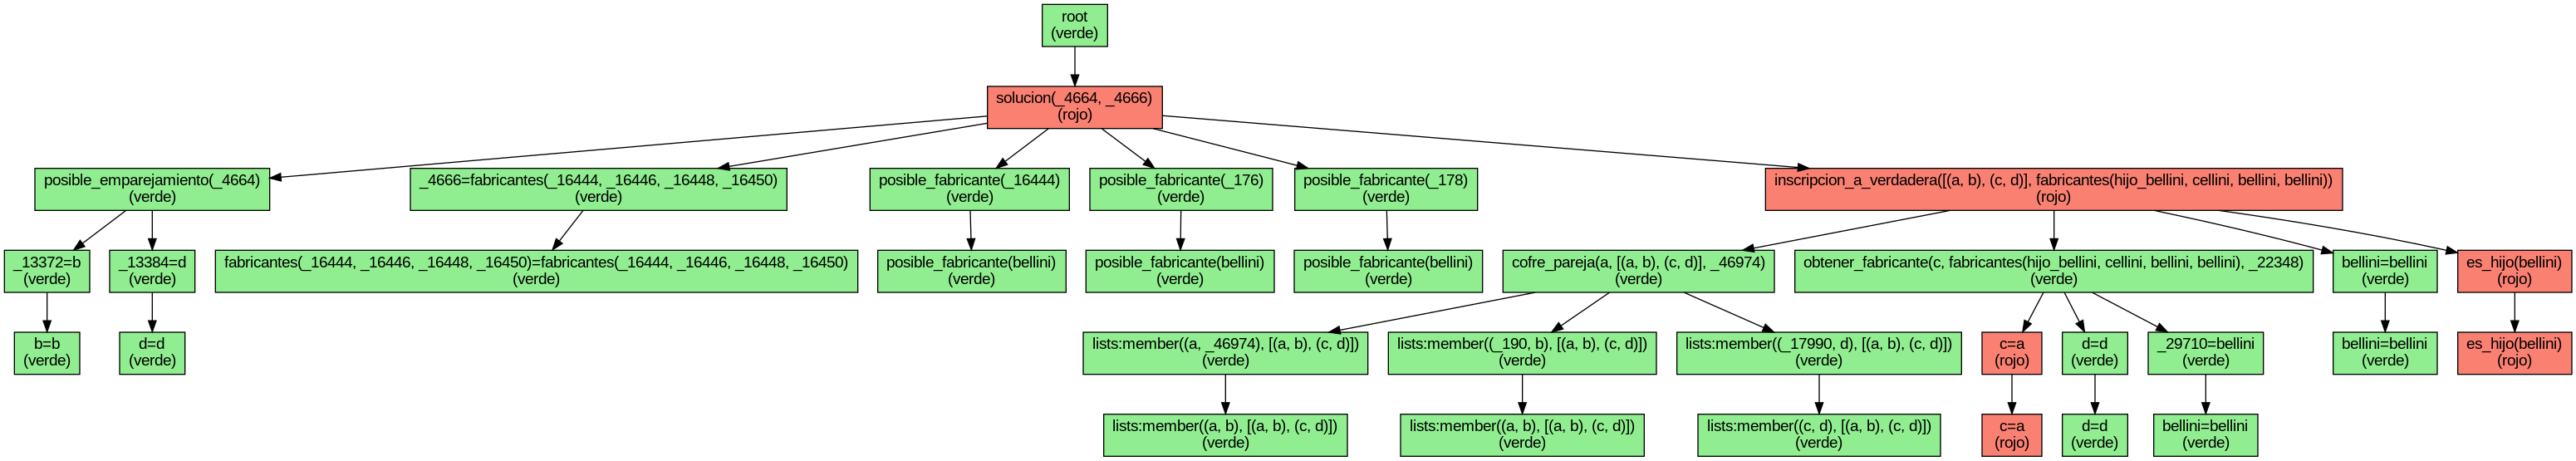 root
(verde)
solucion(_4664, _4666)
(rojo)
posible_emparejamiento(_4664)
(verde)
_4666=fabricantes(_16444, _16446, _16448, _16450)
(verde)
posible_fabricante(_16444)
(verde)
posible_fabricante(_176)
(verde)
posible_fabricante(_178)
(verde)
inscripcion_a_verdadera([(a, b), (c, d)], fabricantes(hijo_bellini, cellini, bellini, bellini))
(rojo)
_13372=b
(verde)
_13384=d
(verde)
fabricantes(_16444, _16446, _16448, _16450)=fabricantes(_16444, _16446, _16448, _16450)
(verde)
posible_fabricante(bellini)
(verde)
posible_fabricante(bellini)
(verde)
posible_fabricante(bellini)
(verde)
cofre_pareja(a, [(a, b), (c, d)], _46974)
(verde)
obtener_fabricante(c, fabricantes(hijo_bellini, cellini, bellini, bellini), _22348)
(verde)
bellini=bellini
(verde)
es_hijo(bellini)
(rojo)
b=b
(verde)
d=d
(verde)
lists:member((a, _46974), [(a, b), (c, d)])
(verde)
lists:member((_190, b), [(a, b), (c, d)])
(verde)
lists:member((_17990, d), [(a, b), (c, d)])
(verde)
c=a
(rojo)
d=d
(verde)
_29710=bellini
(verde)
bellini=bellini
(verde)
es_hijo(bellini)
(rojo)
lists:member((a, b), [(a, b), (c, d)])
(verde)
lists:member((a, b), [(a, b), (c, d)])
(verde)
lists:member((c, d), [(a, b), (c, d)])
(verde)
c=a
(rojo)
d=d
(verde)
bellini=bellini
(verde)